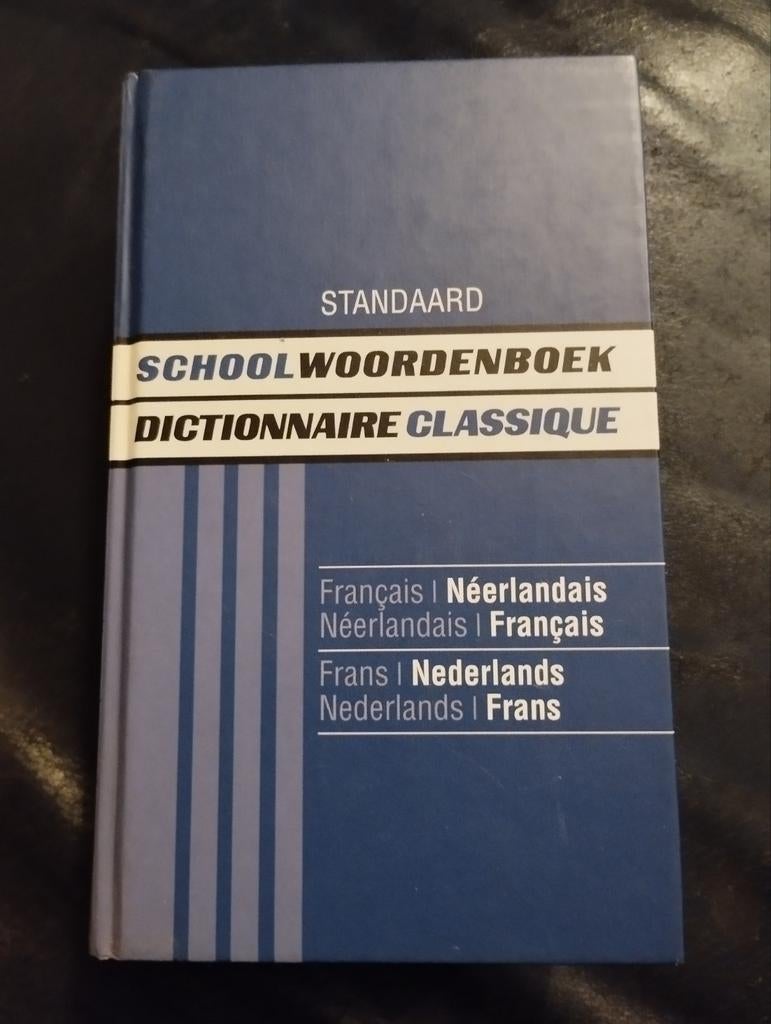 STANDAARD
SCHOOLWOORDENBOEK
DICTIONNAIRE CLASSIQUE
Français | Néerlandais
Néerlandais | Français
Frans | Nederlands
Nederlands | Frans